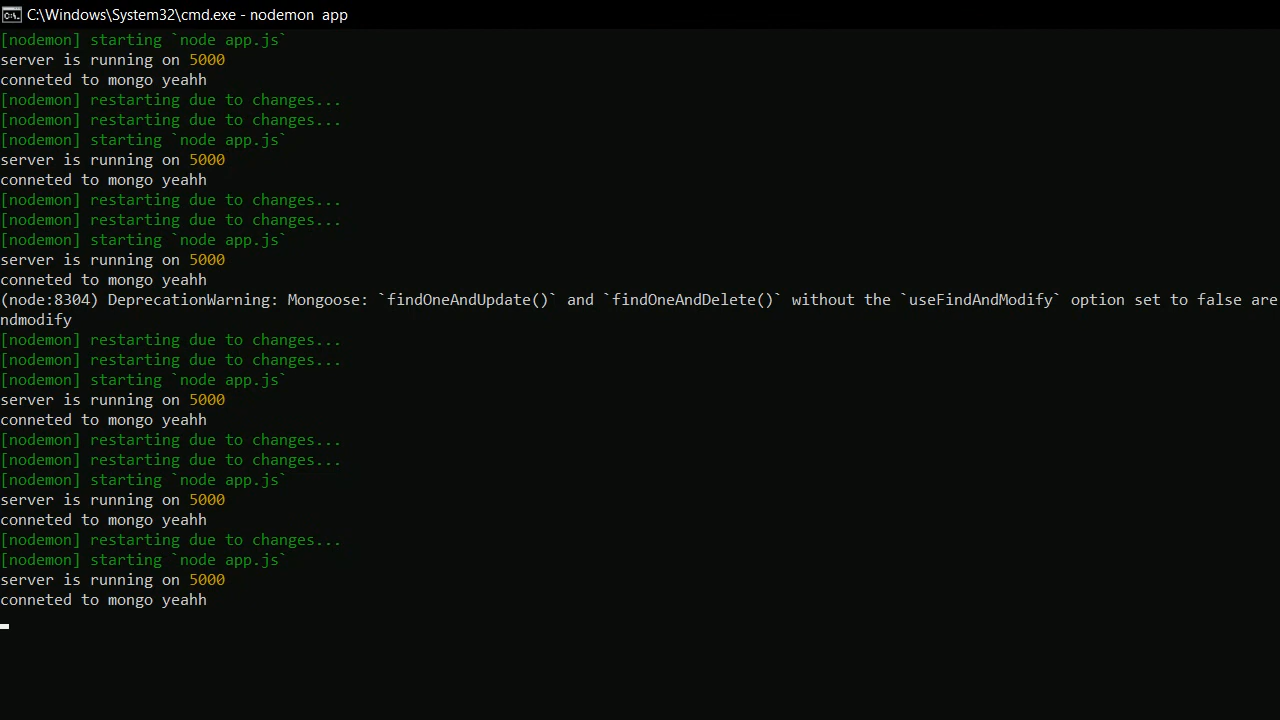 C:\Windows\System32\cmd.exe - nodemon  app
[nodemon] starting `node app.js`
server is running on 5000
conneted to mongo yeahh
[nodemon] restarting due to changes...
[nodemon] restarting due to changes...
[nodemon] starting `node app.js`
server is running on 5000
conneted to mongo yeahh
[nodemon] restarting due to changes...
[nodemon] restarting due to changes...
[nodemon] starting `node app.js`
server is running on 5000
conneted to mongo yeahh
(node:8304) DeprecationWarning: Mongoose: `findOneAndUpdate()` and `findOneAndDelete()` without the `useFindAndModify` option set to false are
ndmodify
[nodemon] restarting due to changes...
[nodemon] restarting due to changes...
[nodemon] starting `node app.js`
server is running on 5000
conneted to mongo yeahh
[nodemon] restarting due to changes...
[nodemon] restarting due to changes...
[nodemon] starting `node app.js`
server is running on 5000
conneted to mongo yeahh
[nodemon] restarting due to changes...
[nodemon] starting `node app.js`
server is running on 5000
conneted to mongo yeahh